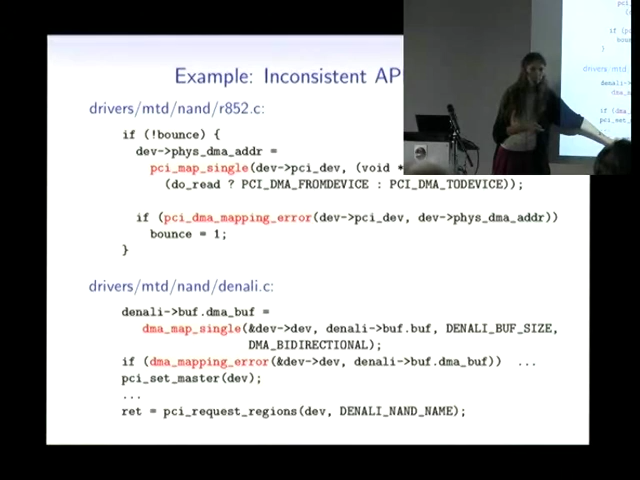 Example: Inconsistent AP
drivers/mtd/nand/r852.c:
if (!bounce) {
dev->phys_dma_addr =
pci_map_single(dev->pci_dev, (void *
(do_read ? PCI_DMA_FROMDEVICE : PCI_DMA_TODEVICE));
if (pci_dma_mapping_error(dev->pci_dev, dev->phys_dma_addr))
bounce = 1;
}
drivers/mtd/nand/denali.c:
denali->buf.dma_buf =
dma_map_single(&dev->dev, denali->buf.buf, DENALI_BUF_SIZE,
DMA_BIDIRECTIONAL);
if (dma_mapping_error(&dev->dev, denali->buf.dma_buf)) ...
pci_set_master(dev);
...
ret = pci_request_regions(dev, DENALI_NAND_NAME);